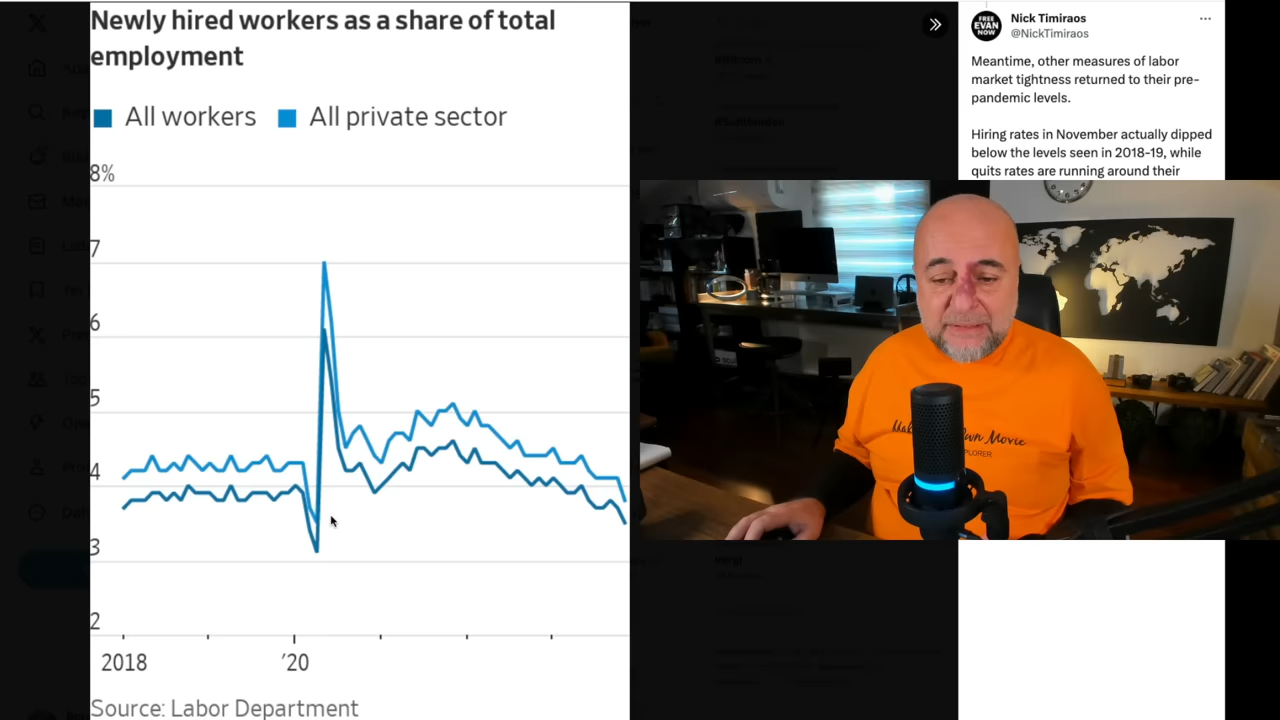 Newly hired workers as a share of total
employment
All workers
All private sector
8%
7
6
5
4
3
2
2018
’20
Source: Labor Department
FREE
EVAN
NOW
Nick Timiraos
@NickTimiraos
Meantime, other measures of labor
market tightness returned to their pre-
pandemic levels.
Hiring rates in November actually dipped
below the levels seen in 2018-19, while
quits rates are running around their